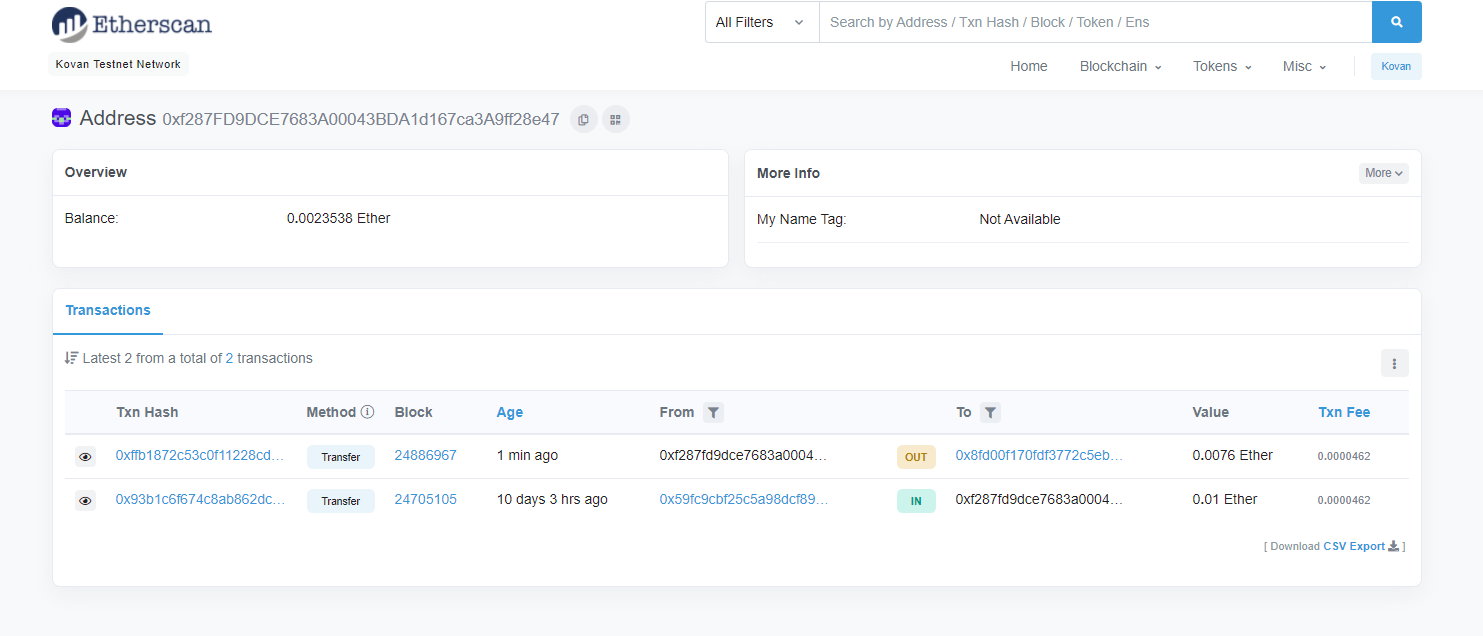 Etherscan
All Filters Search by Address / Txn Hash / Block / Token / Ens
Kovan Testnet Network
Home Blockchain Tokens Misc Kovan
Address 0xf287FD9DCE7683A00043BDA1d167ca3A9ff28e47
Overview
Balance: 0.0023538 Ether
More Info More
My Name Tag: Not Available
Transactions
Latest 2 from a total of 2 transactions
Txn Hash Method Block Age From To Value Txn Fee
0xffb1872c53c0f11228cd... Transfer 24886967 1 min ago 0xf287fd9dce7683a0004... OUT 0x8fd00f170fdf3772c5eb... 0.0076 Ether 0.0000462
0x93b1c6f674c8ab862dc... Transfer 24705105 10 days 3 hrs ago 0x59fc9cbf25c5a98dcf89... IN 0xf287fd9dce7683a0004... 0.01 Ether 0.0000462
[ Download CSV Export ]